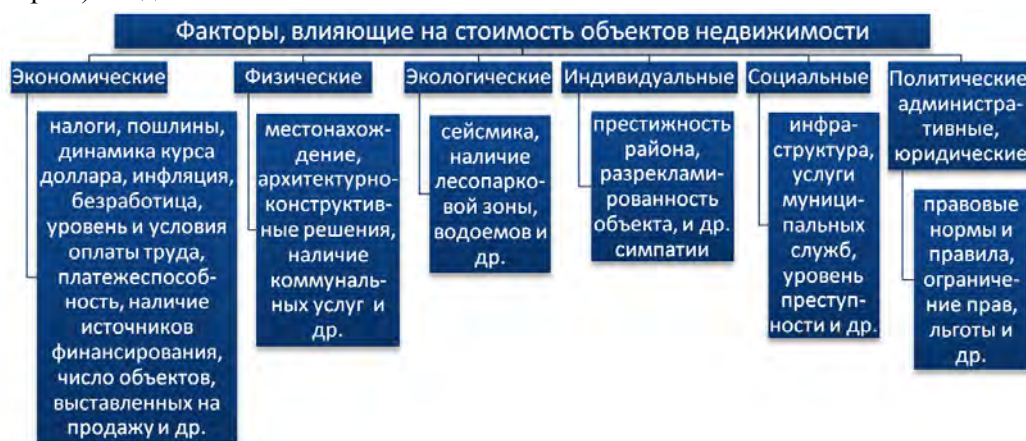 Факторы, влияющие на стоимость объектов недвижимости
Экономические
налоги, пошлины,
динамика курса
доллара, инфляция,
безработица,
уровень и условия
оплаты труда,
платежеспособ-
ность, наличие
источников
финансирования,
число объектов,
выставленных на
продажу и др.
Физические
местонахож-
дение,
архитектурно-
конструктив-
ные решения,
наличие
коммуналь-
ных услуг и
др.
Экологические
сейсмика,
наличие
лесопарко-
вой зоны,
водоемов и
др.
Индивидуальные
престижность
района,
разреклами-
рованность
объекта, и др.
симпатии
Социальные
инфра-
структура,
услуги
муници-
пальных
служб,
уровень
преступ-
ности и др.
Политические
администра-
тивные,
юридические
правовые
нормы и
правила,
ограниче-
ние прав,
льготы и
др.